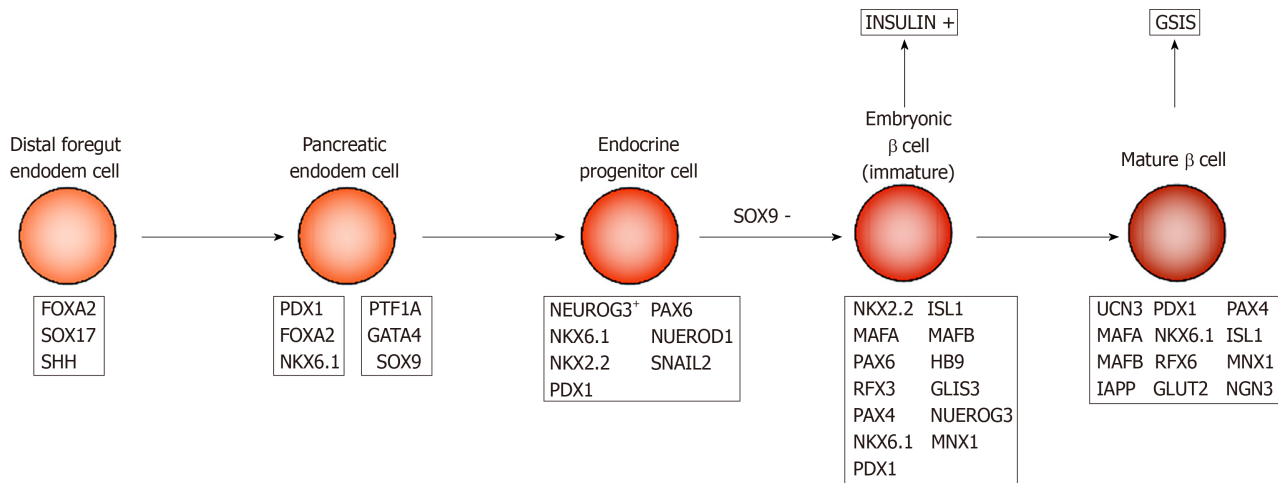 INSULIN +
GSIS
Distal foregut
endodem cell
Pancreatic
endodem cell
Endocrine
progenitor cell
SOX9 -
Embryonic
β cell
(immature)
Mature β cell
FOXA2
SOX17
SHH
PDX1
FOXA2
NKX6.1
PTF1A
GATA4
SOX9
NEUROG3⁺ PAX6
NKX6.1 NUEROD1
NKX2.2 SNAIL2
PDX1
NKX2.2 ISL1
MAFA MAFB
PAX6 HB9
RFX3 GLIS3
PAX4 NUEROG3
NKX6.1 MNX1
PDX1
UCN3 PDX1 PAX4
MAFA NKX6.1 ISL1
MAFB RFX6 MNX1
IAPP GLUT2 NGN3